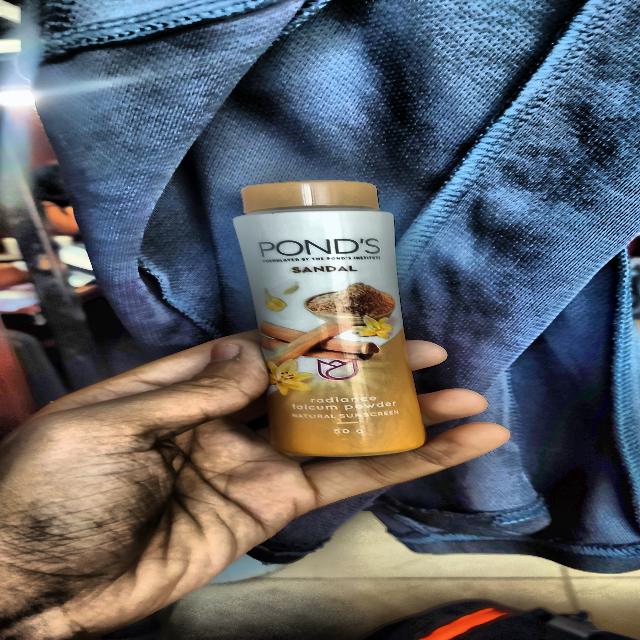 POND'S
FORMULATED BY THE POND'S INSTITUTE
SANDAL
radiance
talcum powder
NATURAL SUNSCREEN
50 g